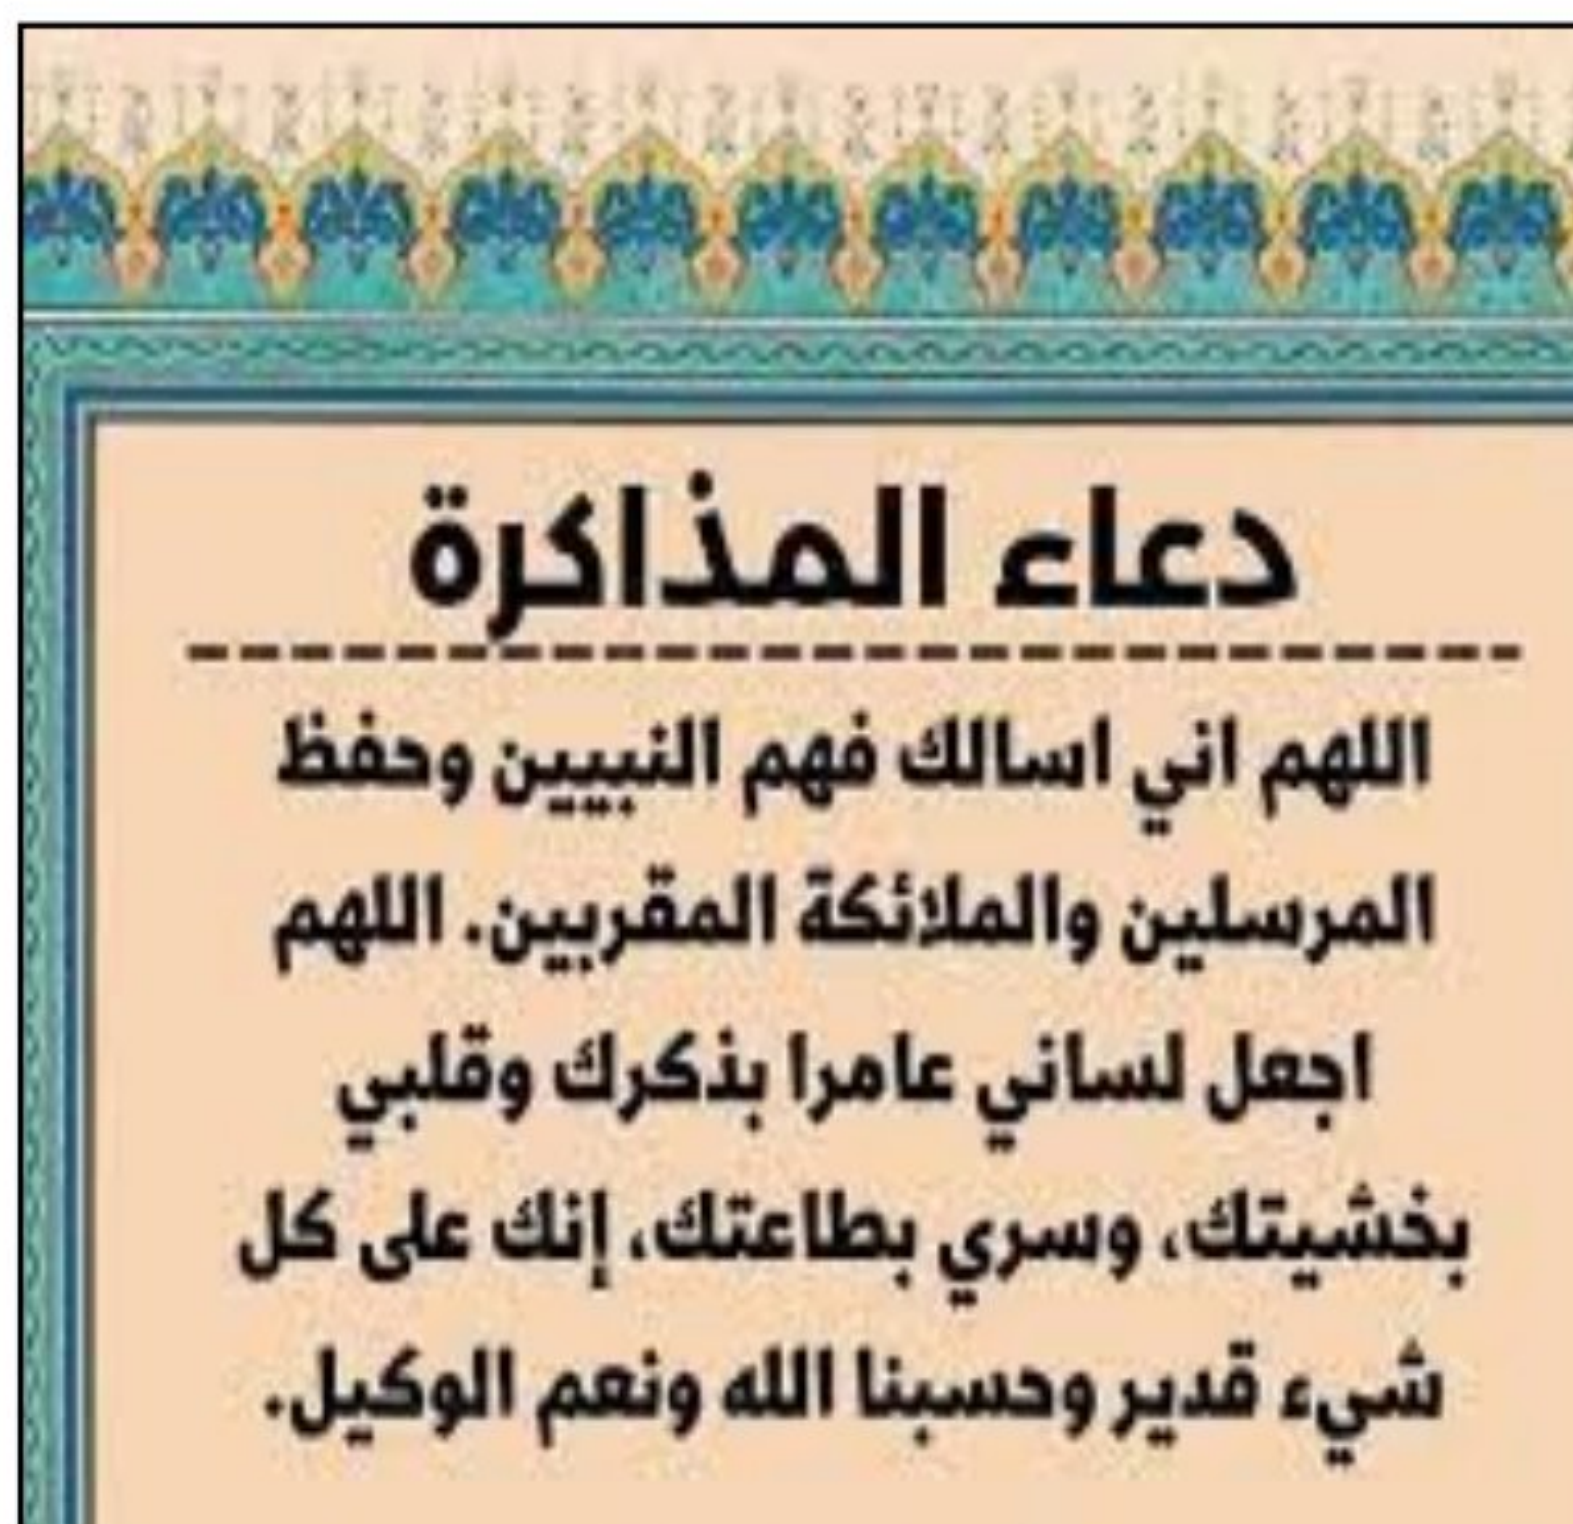 دعاء المذاكرة
اللهم اني اسالك فهم النبيين وحفظ
المرسلين والملائكة المقربين. اللهم
اجعل لساني عامرا بذكرك وقلبي
بخشيتك، وسري بطاعتك، إنك على كل
شيء قدير وحسبنا الله ونعم الوكيل.